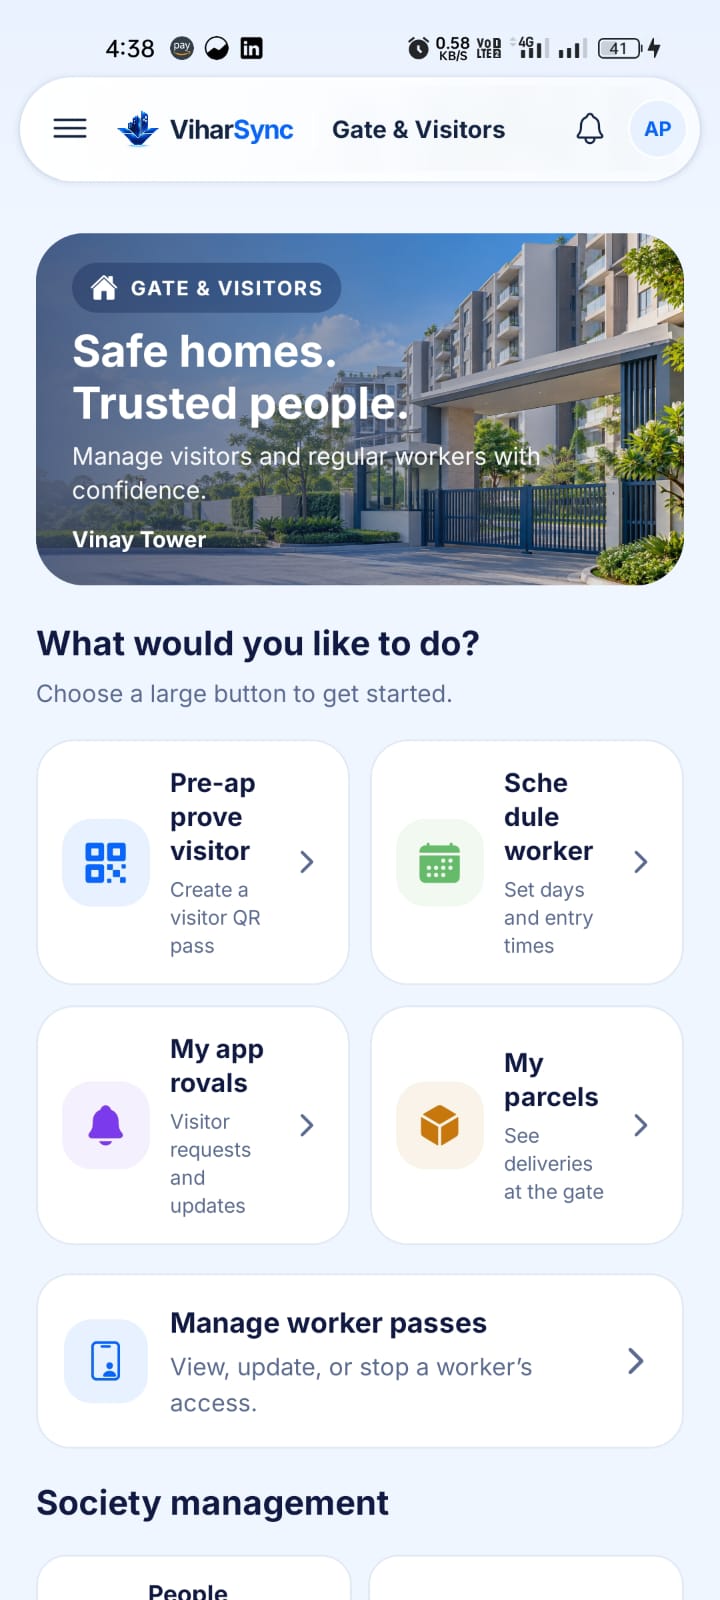 4:38
pay
in
0.58
KB/S
VoD
LTE2
4G
41
ViharSync
Gate & Visitors
AP
GATE & VISITORS
Safe homes.
Trusted people.
Manage visitors and regular workers with
confidence.
Vinay Tower
What would you like to do?
Choose a large button to get started.
Pre-ap
prove
visitor
Create a
visitor QR
pass
Sche
dule
worker
Set days
and entry
times
My app
rovals
Visitor
requests
and
updates
My
parcels
See
deliveries
at the gate
Manage worker passes
View, update, or stop a worker’s
access.
Society management
People